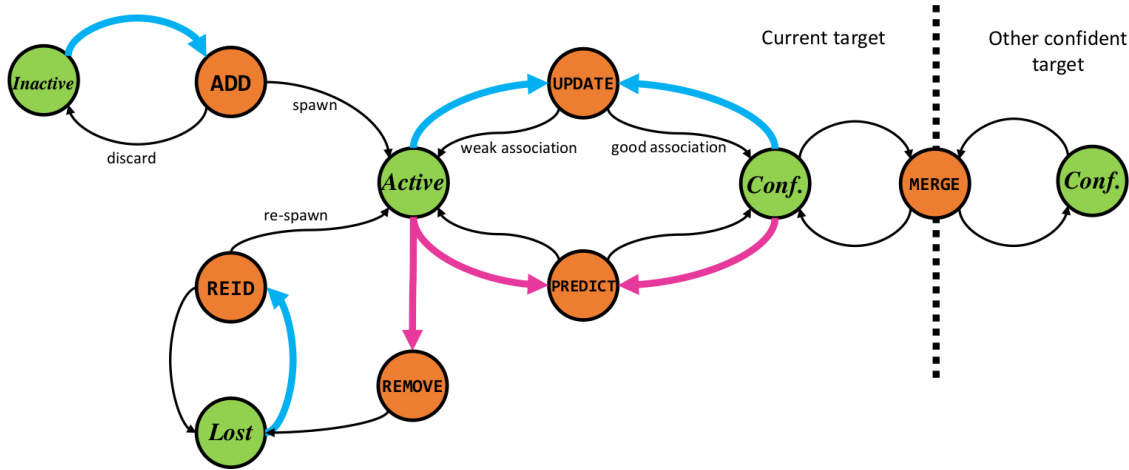 Current target
Other confident
target
Inactive
ADD
UPDATE
spawn
discard
weak association
good association
Active
Conf.
MERGE
Conf.
re-spawn
REID
PREDICT
REMOVE
Lost